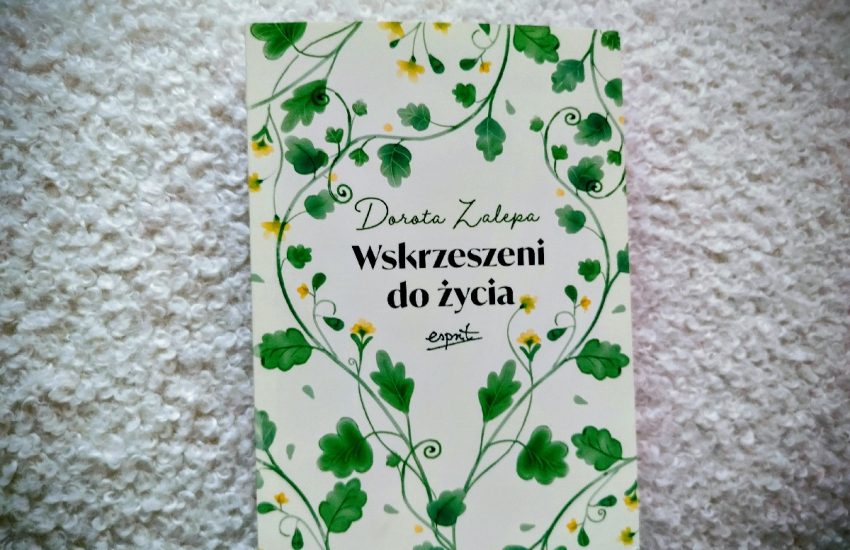 Dorota Zalepa
Wskrzeszeni
do życia
esprit